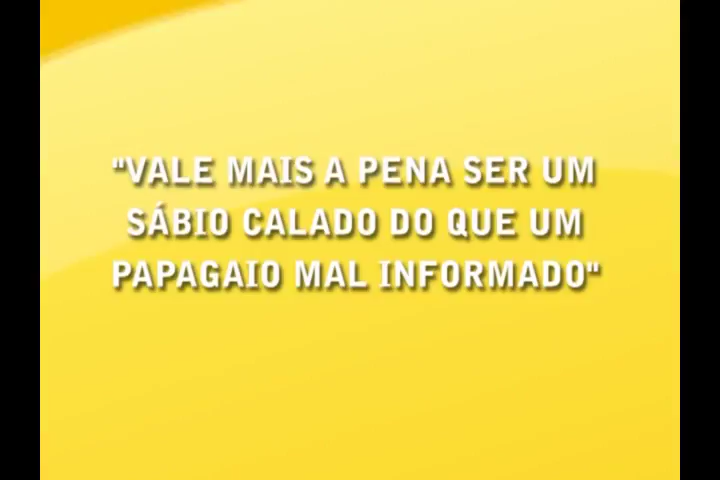 "VALE MAIS A PENA SER UM
SÁBIO CALADO DO QUE UM
PAPAGAIO MAL INFORMADO"